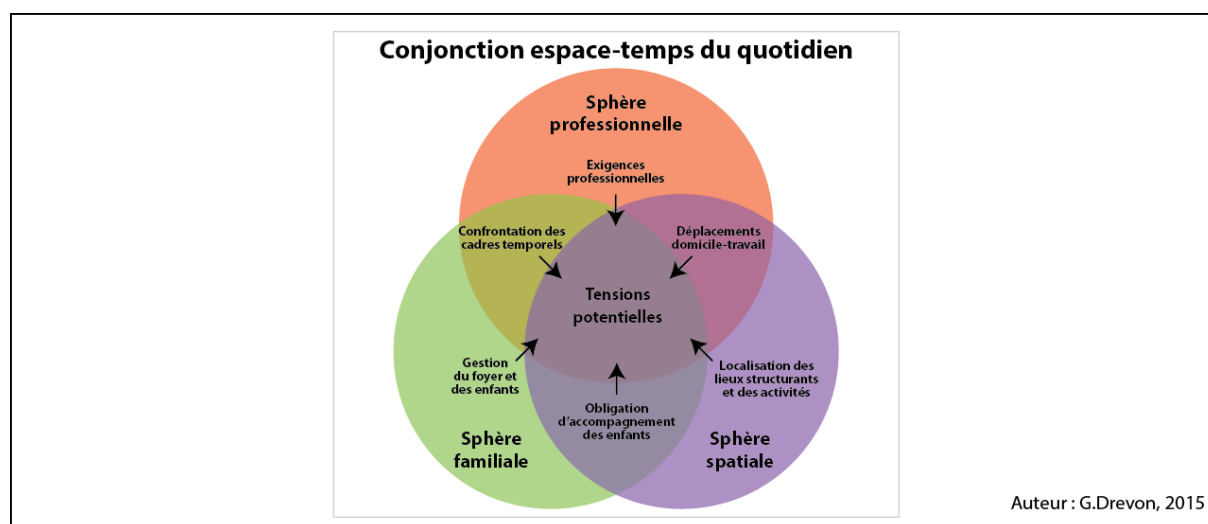 Conjonction espace-temps du quotidien
Sphère
professionnelle
Exigences
professionnelles
Confrontation des
cadres temporels
Déplacements
domicile-travail
Tensions
potentielles
Gestion
du foyer et
des enfants
Localisation des
lieux structurants
et des activités
Obligation
d'accompagnement
des enfants
Sphère
familiale
Sphère
spatiale
Auteur : G.Drevon, 2015